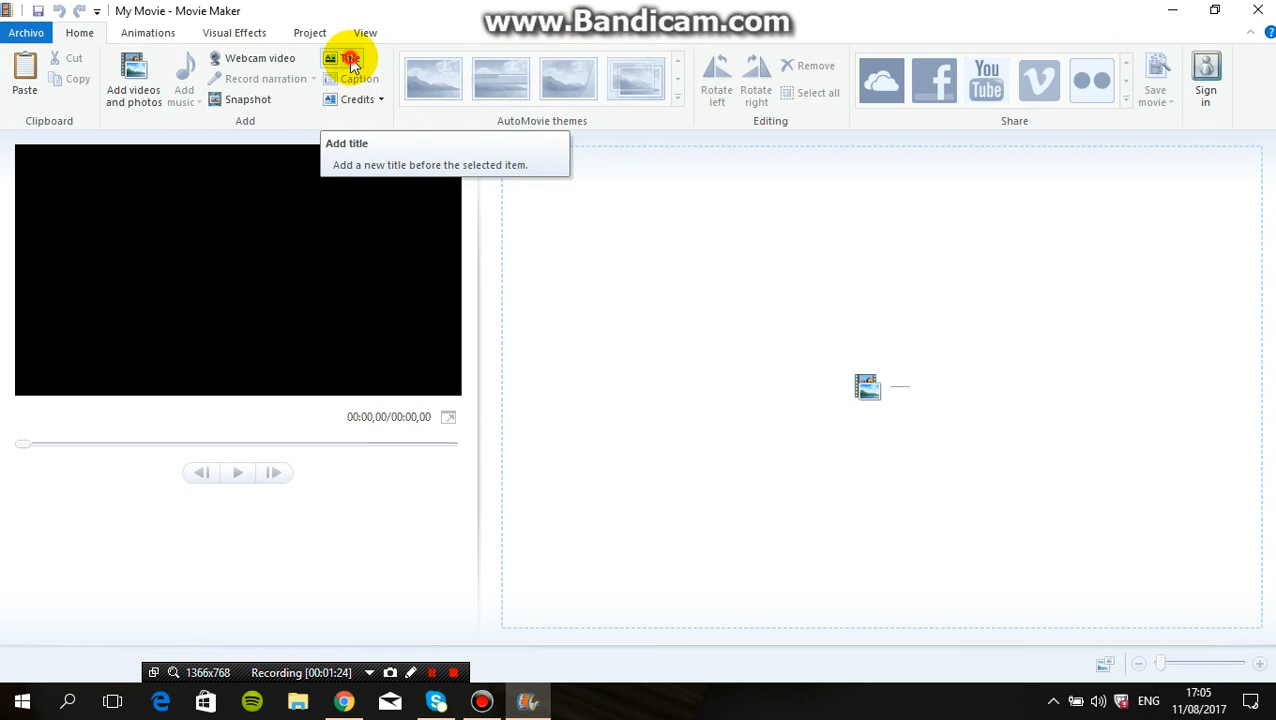 My Movie - Movie Maker
www.Bandicam.com
Archivo
Home
Animations
Visual Effects
Project
View
Paste
Cut
Copy
Clipboard
Add videos
and photos
Add
music
Webcam video
Record narration
Snapshot
Title
Caption
Credits
Add
AutoMovie themes
Rotate
left
Rotate
right
Remove
Select all
Editing
You
Tube
Save
movie
Share
Sign
in
Add title
Add a new title before the selected item.
00:00,00/00:00,00
1366x768
Recording [00:01:24]
ENG
17:05
11/08/2017